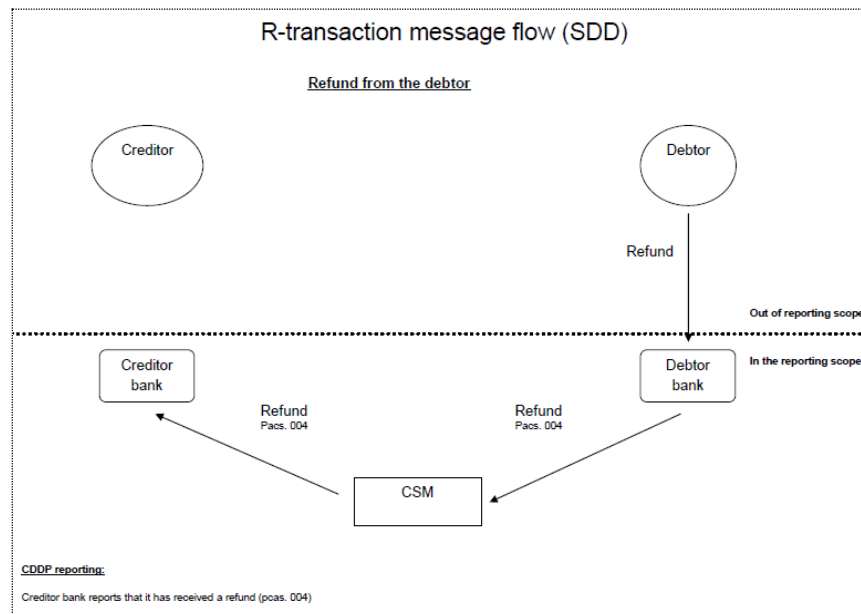 R-transaction message flow (SDD)
Refund from the debtor
Creditor
Debtor
Refund
Out of reporting scope
In the reporting scope
Creditor
bank
Debtor
bank
Refund
Pacs. 004
Refund
Pacs. 004
CSM
CDDP reporting:
Creditor bank reports that it has received a refund (pcas. 004)